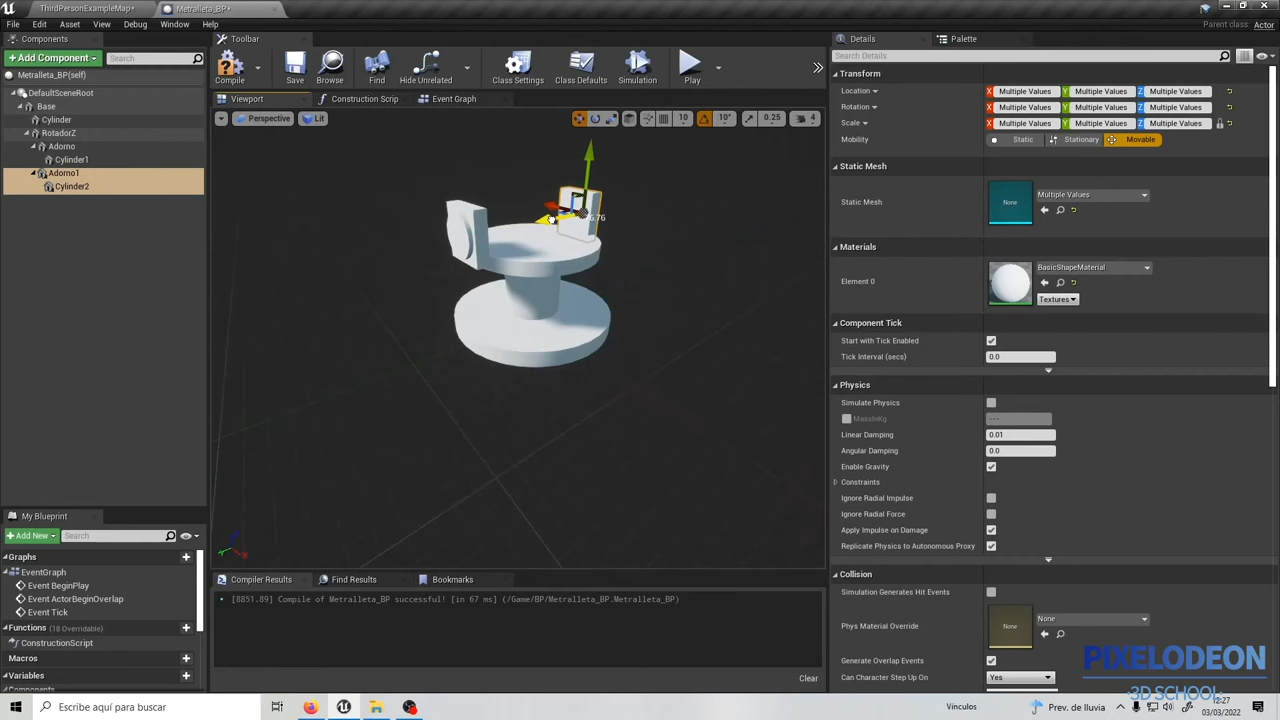 ThirdPersonExampleMap*
Metralleta_BP*
File Edit Asset View Debug Window Help
Parent class: Actor
Components
Toolbar
Details
Palette
Add Component
Search
Metralleta_BP(self)
DefaultSceneRoot
Base
Cylinder
RotadorZ
Adorno
Cylinder1
Adorno1
Cylinder2
Compile
Save
Browse
Find
Hide Unrelated
Class Settings
Class Defaults
Simulation
Play
Viewport
Construction Scrip
Event Graph
Perspective
Lit
10
10°
0.25
4
Search Details
Transform
Location X Multiple Values Y Multiple Values Z Multiple Values
Rotation X Multiple Values Y Multiple Values Z Multiple Values
Scale X Multiple Values Y Multiple Values Z Multiple Values
Mobility Static Stationary Movable
Static Mesh
Static Mesh None Multiple Values
Materials
Element 0 BasicShapeMaterial
Textures
Component Tick
Start with Tick Enabled
Tick Interval (secs) 0.0
Physics
Simulate Physics
MassInKg ---
Linear Damping 0.01
Angular Damping 0.0
Enable Gravity
Constraints
Ignore Radial Impulse
Ignore Radial Force
Apply Impulse on Damage
Replicate Physics to Autonomous Proxy
Collision
Simulation Generates Hit Events
Phys Material Override None None
Generate Overlap Events
Can Character Step Up On Yes
My Blueprint
Add New
Search
Graphs
EventGraph
Event BeginPlay
Event ActorBeginOverlap
Event Tick
Functions (18 Overridable)
ConstructionScript
Macros
Variables
Compiler Results
Find Results
Bookmarks
[8851.89] Compile of Metralleta_BP successful! [in 67 ms] (/Game/BP/Metralleta_BP.Metralleta_BP)
Clear
PIXELODEON
3D SCHOOL
Escribe aquí para buscar
Vínculos
Prev. de lluvia
12:27
03/03/2022